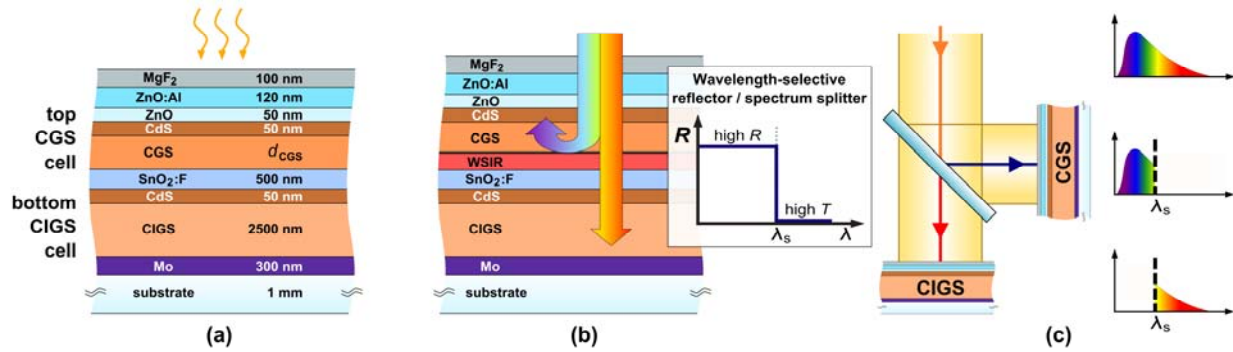 MgF₂ 100 nm
ZnO:Al 120 nm
ZnO 50 nm
CdS 50 nm
CGS d_CGS
SnO₂:F 500 nm
CdS 50 nm
CIGS 2500 nm
Mo 300 nm
substrate 1 mm
top
CGS
cell
bottom
CIGS
cell
(a)
MgF₂
ZnO:Al
ZnO
CdS
CGS
WSIR
SnO₂:F
CdS
CIGS
Mo
substrate
(b)
Wavelength-selective
reflector / spectrum splitter
R
high R
high T
λs
λ
CGS
CIGS
(c)
λs
λs